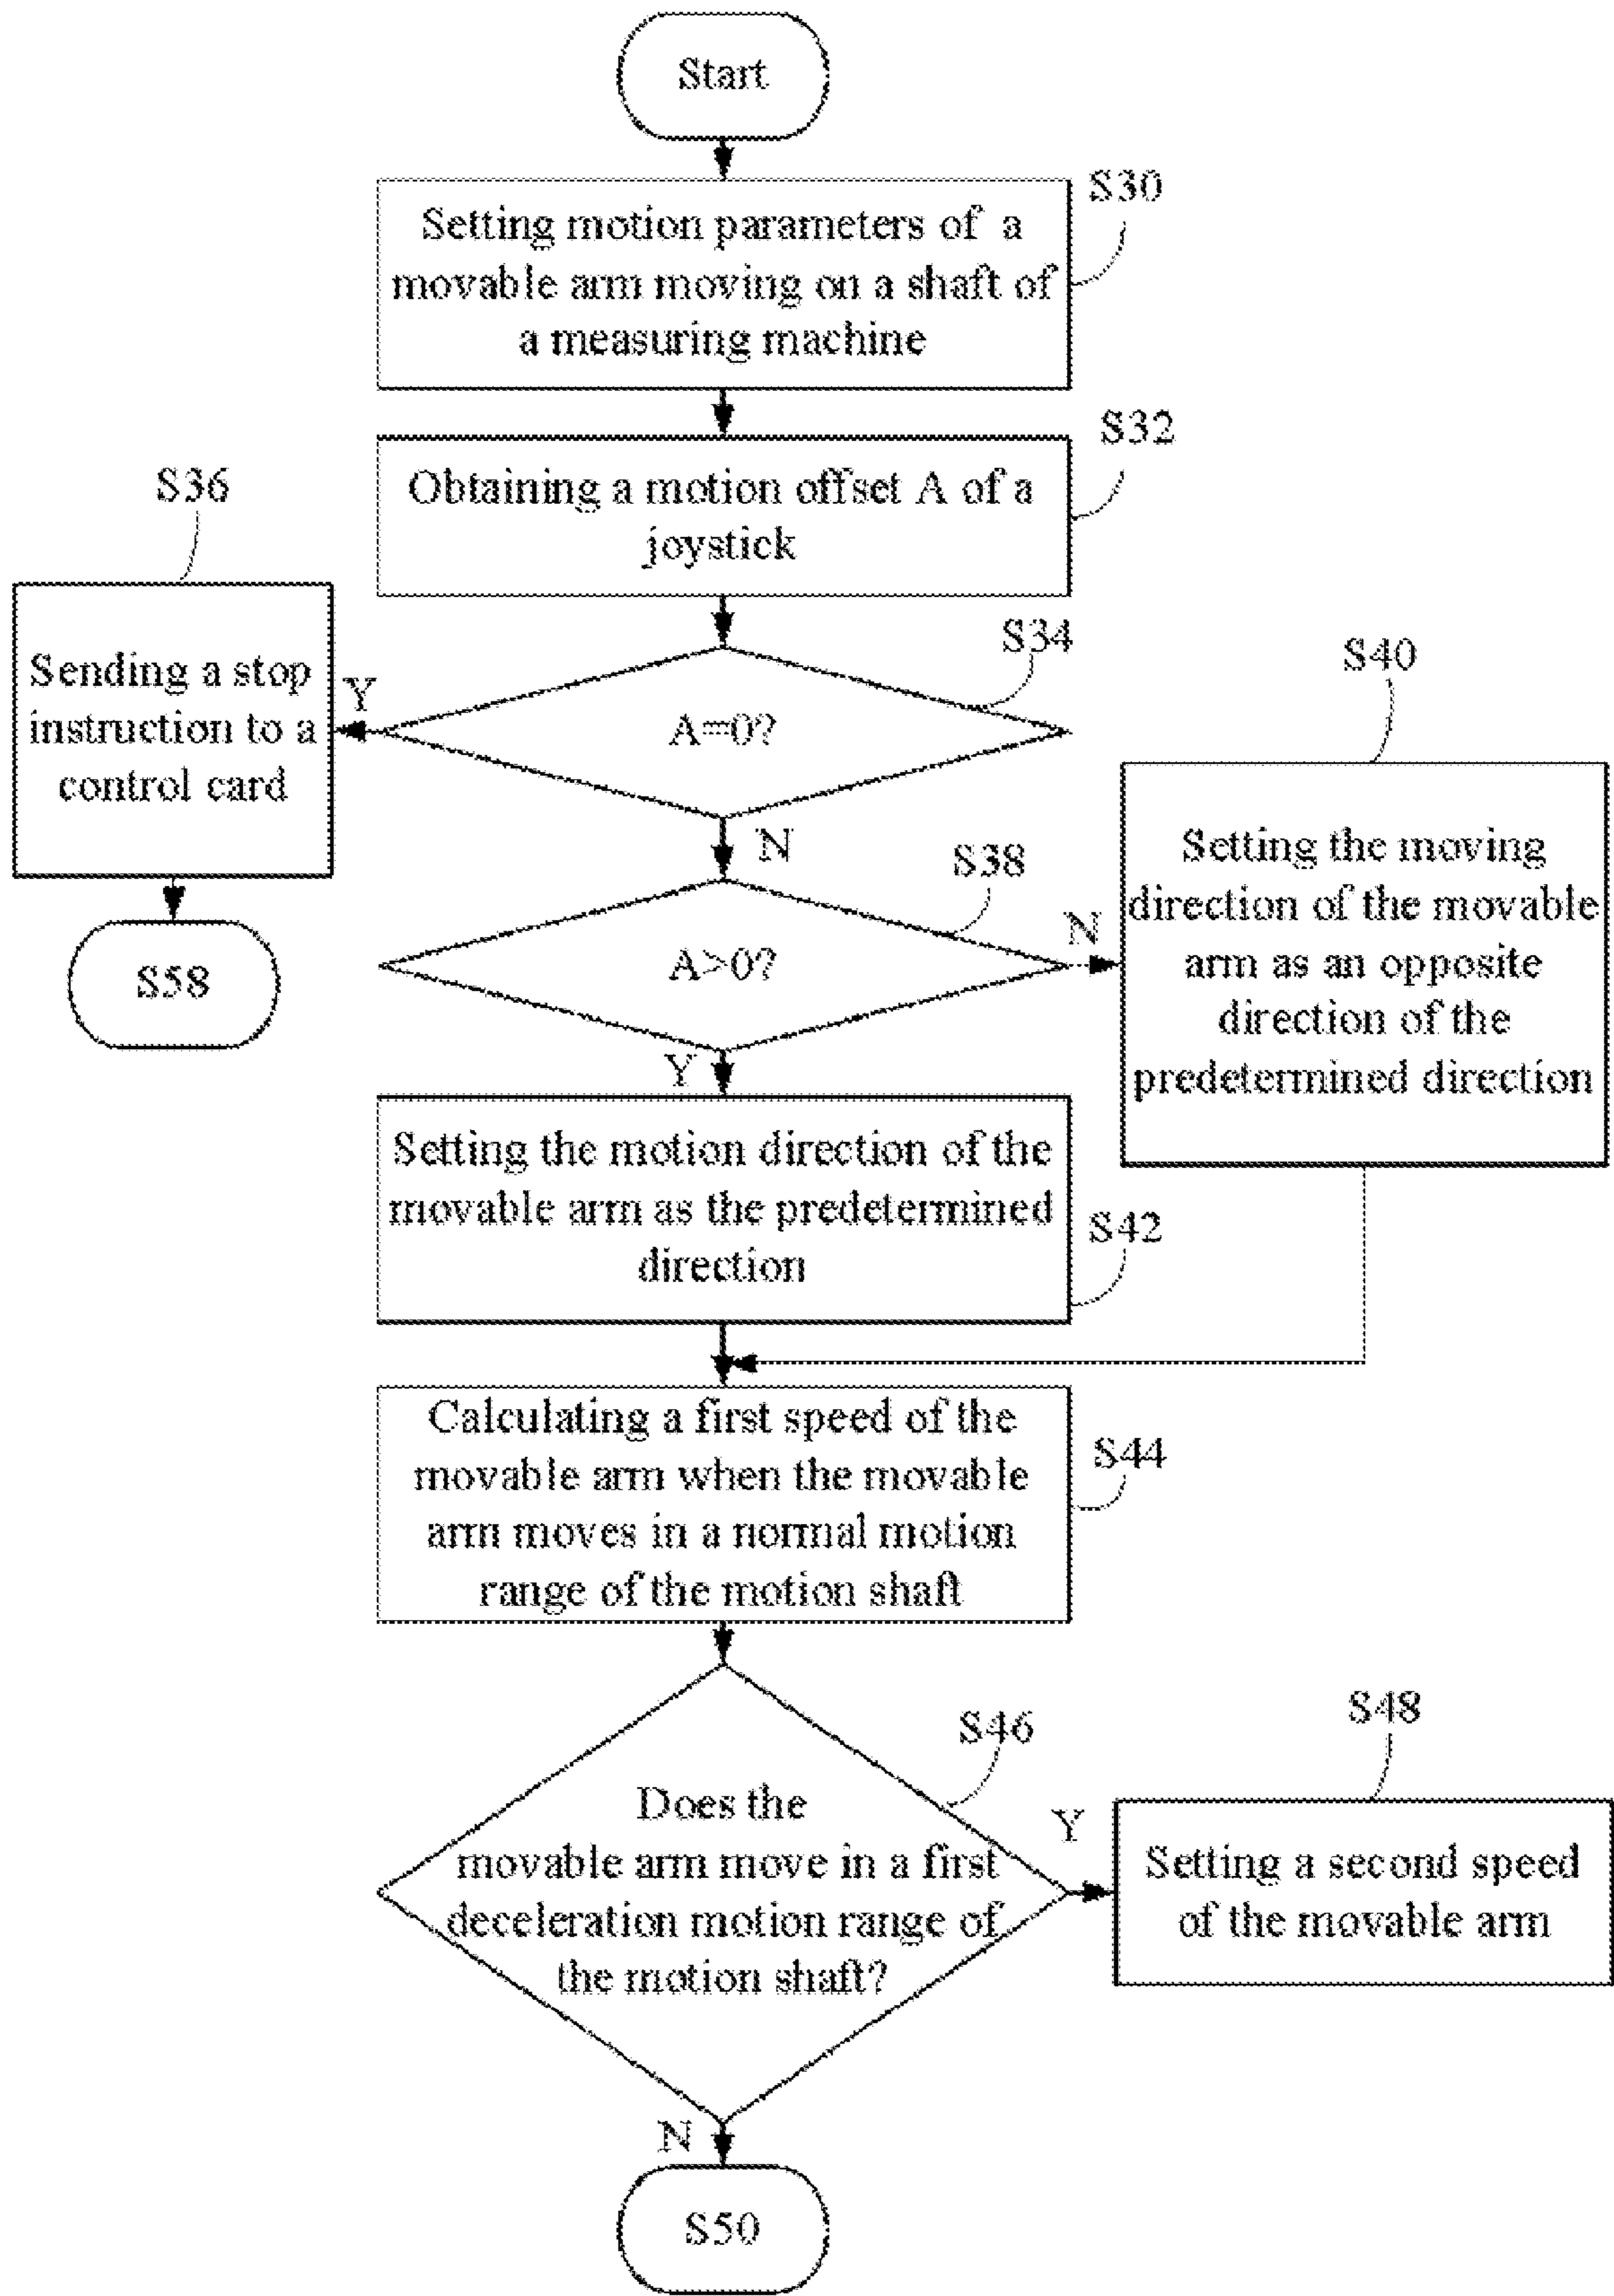 Start
S30
Setting motion parameters of a
movable arm moving on a shaft of
a measuring machine
S32
Obtaining a motion offset A of a
joystick
S36
Sending a stop
instruction to a
control card
S34
A=0?
Y
N
S58
S38
A>0?
N
Y
S40
Setting the moving
direction of the movable
arm as an opposite
direction of the
predetermined direction
Setting the motion direction of the
movable arm as the predetermined
direction
S42
Calculating a first speed of the
movable arm when the movable
arm moves in a normal motion
range of the motion shaft
S44
S46
Does the
movable arm move in a first
deceleration motion range of
the motion shaft?
Y
S48
Setting a second speed
of the movable arm
N
S50